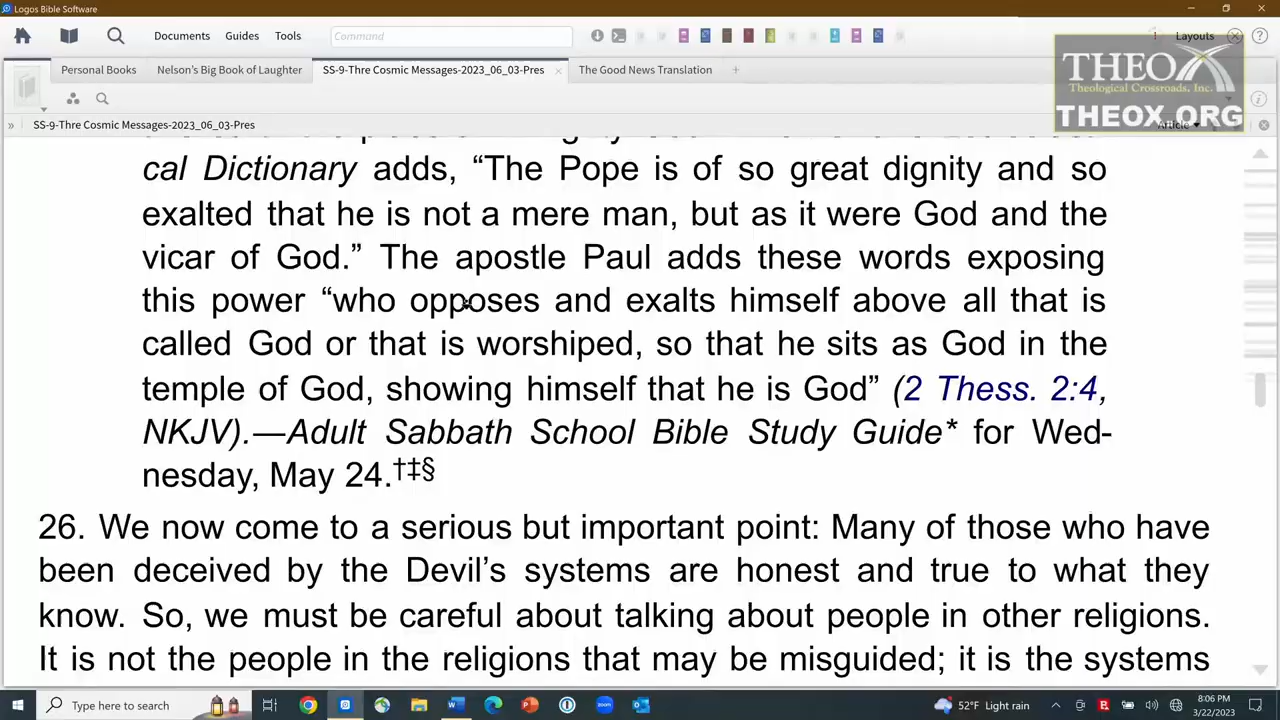 Logos Bible Software
Documents Guides Tools Command Layouts
Personal Books Nelson's Big Book of Laughter SS-9-Thre Cosmic Messages-2023_06_03-Pres The Good News Translation
THEOX
Theological Crossroads, Inc.
THEOX.ORG
SS-9-Thre Cosmic Messages-2023_06_03-Pres Article
cal Dictionary adds, “The Pope is of so great dignity and so
exalted that he is not a mere man, but as it were God and the
vicar of God.” The apostle Paul adds these words exposing
this power “who opposes and exalts himself above all that is
called God or that is worshiped, so that he sits as God in the
temple of God, showing himself that he is God” (2 Thess. 2:4,
NKJV).—Adult Sabbath School Bible Study Guide* for Wed-
nesday, May 24.†‡§
26. We now come to a serious but important point: Many of those who have
been deceived by the Devil’s systems are honest and true to what they
know. So, we must be careful about talking about people in other religions.
It is not the people in the religions that may be misguided; it is the systems
Type here to search
52°F Light rain
8:06 PM
3/22/2023